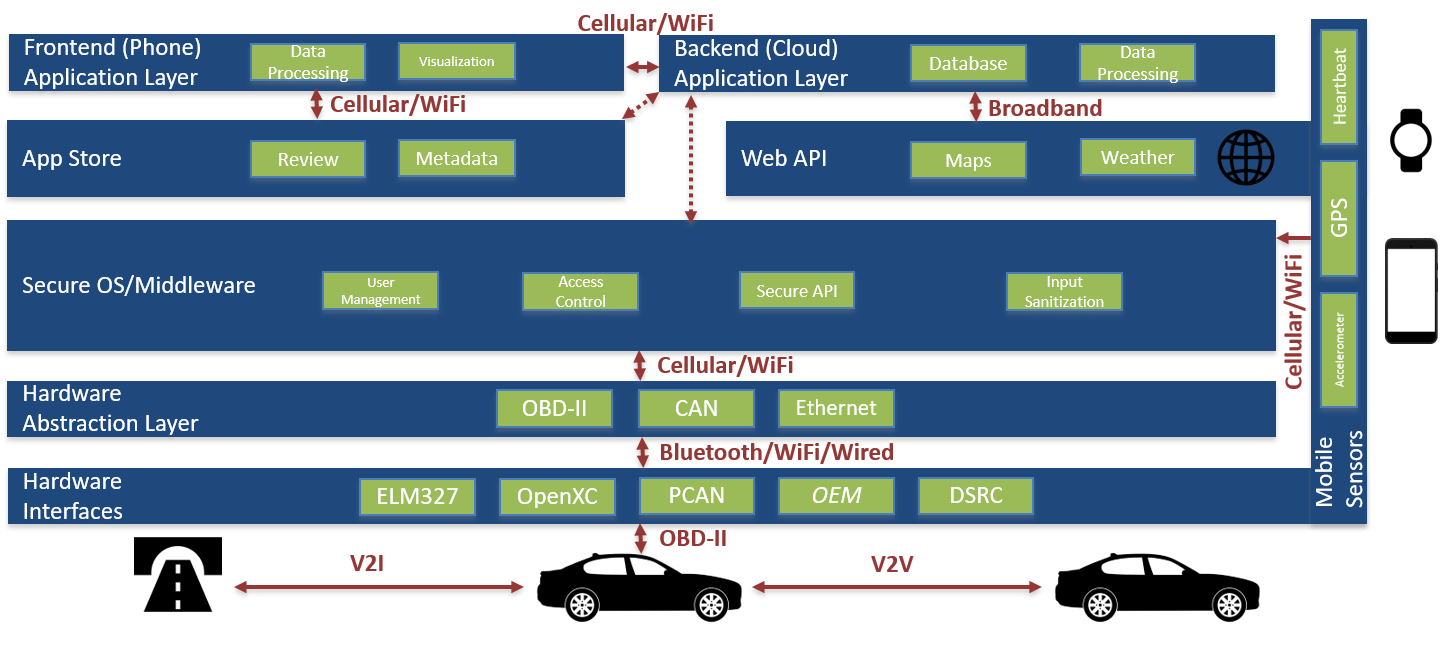 Cellular/WiFi
Frontend (Phone)
Application Layer
Data
Processing
Visualization
Backend (Cloud)
Application Layer
Database
Data
Processing
Cellular/WiFi
Broadband
App Store
Review
Metadata
Web API
Maps
Weather
Secure OS/Middleware
User
Management
Access
Control
Secure API
Input
Sanitization
Cellular/WiFi
Hardware
Abstraction Layer
OBD-II
CAN
Ethernet
Bluetooth/WiFi/Wired
Hardware
Interfaces
ELM327
OpenXC
PCAN
OEM
DSRC
OBD-II
V2I
V2V
Heartbeat
GPS
Accelerometer
Mobile
Sensors
Cellular/WiFi